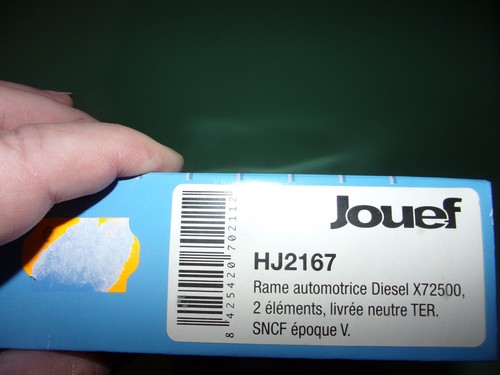 Jouef
HJ2167
Rame automotrice Diesel X72500,
2 éléments, livrée neutre TER.
SNCF époque V.
8 425420 702112